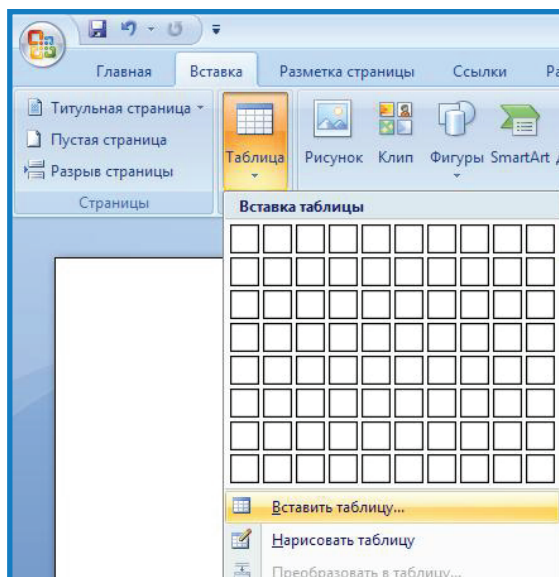 Главная Вставка Разметка страницы Ссылки Ра
Титульная страница
Пустая страница
Разрыв страницы
Страницы
Таблица Рисунок Клип Фигуры SmartArt
Вставка таблицы
Вставить таблицу...
Нарисовать таблицу
Преобразовать в таблицу...